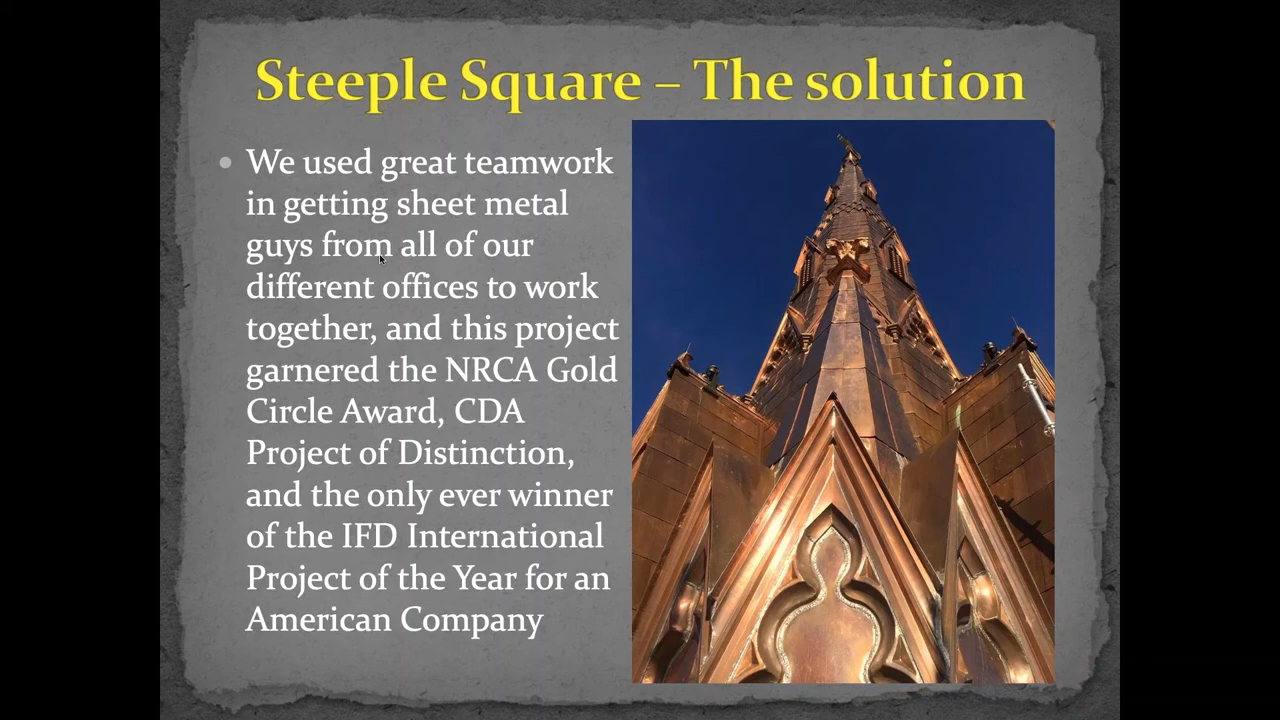 Steeple Square – The solution
We used great teamwork
in getting sheet metal
guys from all of our
different offices to work
together, and this project
garnered the NRCA Gold
Circle Award, CDA
Project of Distinction,
and the only ever winner
of the IFD International
Project of the Year for an
American Company